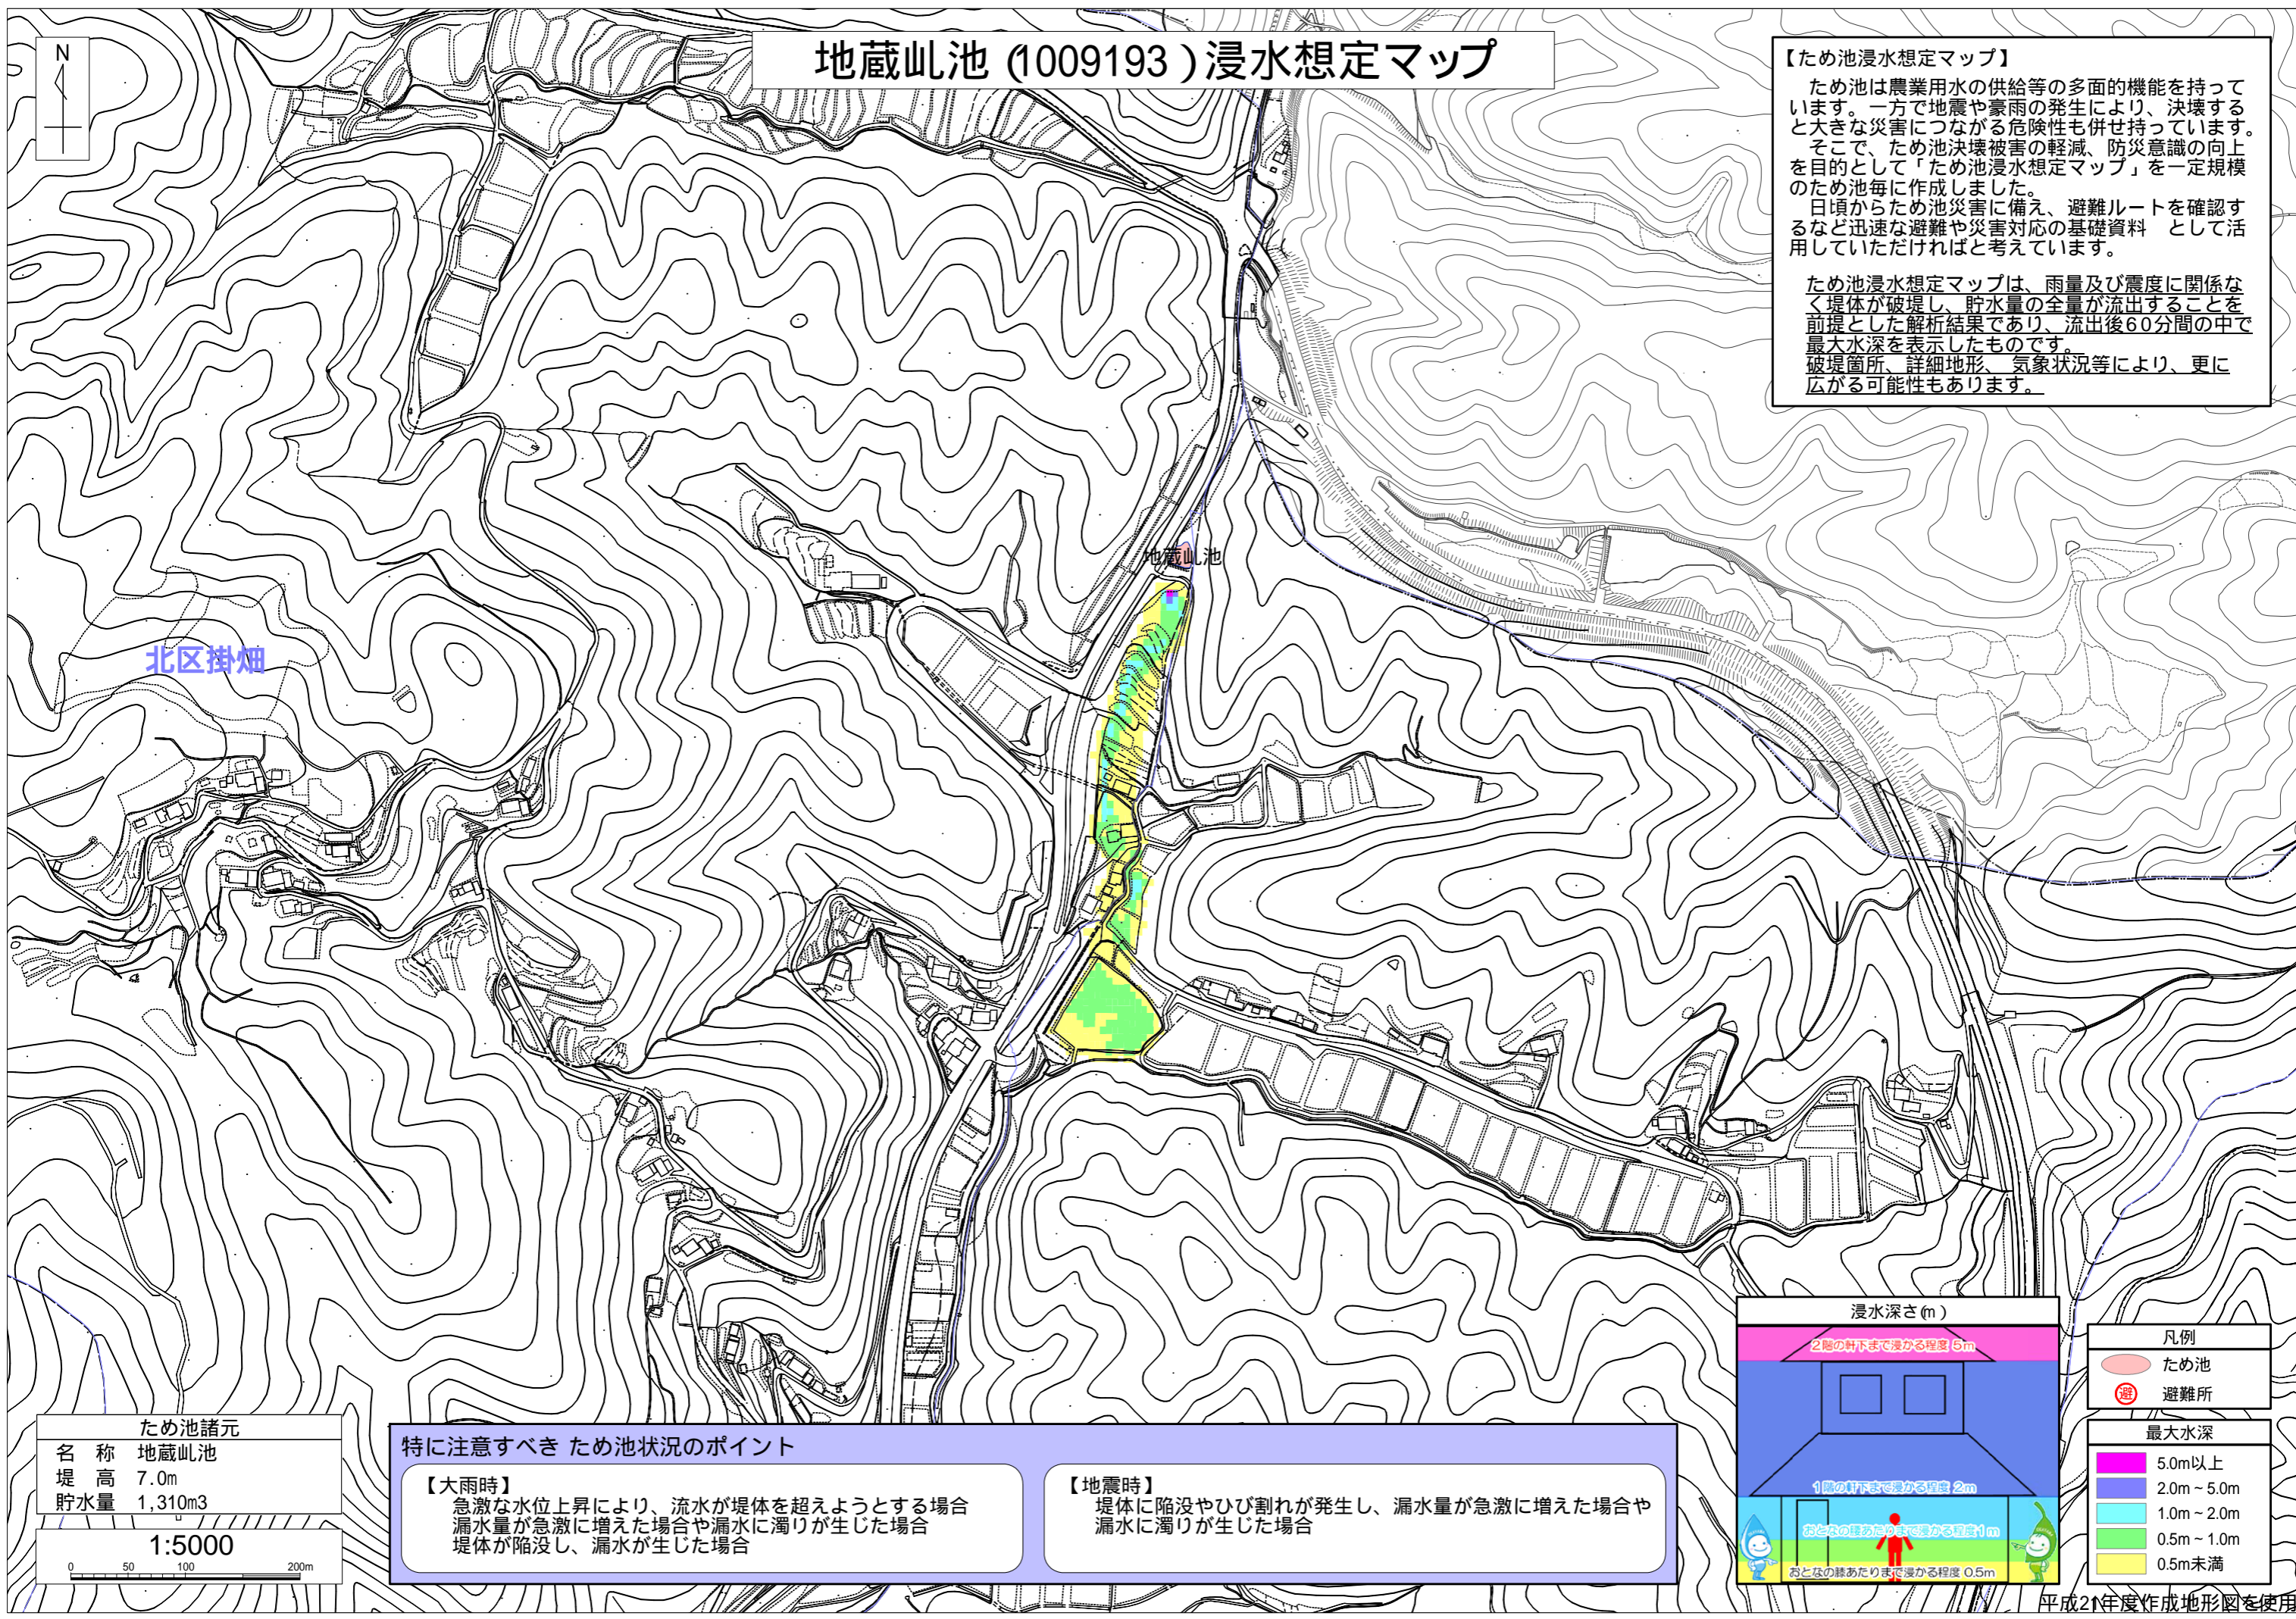 地蔵乢池 (1009193) 浸水想定マップ
N
【ため池浸水想定マップ】
ため池は農業用水の供給等の多面的機能を持って
います。一方で地震や豪雨の発生により、決壊する
と大きな災害につながる危険性も併せ持っています。
そこで、ため池決壊被害の軽減、防災意識の向上
を目的として「ため池浸水想定マップ」を一定規模
のため池毎に作成しました。
日頃からため池災害に備え、避難ルートを確認す
るなど迅速な避難や災害対応の基礎資料　として活
用していただければと考えています。
ため池浸水想定マップは、雨量及び震度に関係な
く堤体が破堤し、貯水量の全量が流出することを
前提とした解析結果であり、流出後60分間の中で
最大水深を表示したものです。
破堤箇所、詳細地形、 気象状況等により、更に
広がる可能性もあります。
地蔵乢池
北区掛畑
ため池諸元
名　称　地蔵乢池
堤　高　7.0m
貯水量　1,310m3
1:5000
0 50 100 200m
特に注意すべき ため池状況のポイント
【大雨時】
急激な水位上昇により、流水が堤体を超えようとする場合
漏水量が急激に増えた場合や漏水に濁りが生じた場合
堤体が陥没し、漏水が生じた場合
【地震時】
堤体に陥没やひび割れが発生し、漏水量が急激に増えた場合や
漏水に濁りが生じた場合
浸水深さ(m)
2階の軒下まで浸かる程度 5m
1階の軒下まで浸かる程度 2m
おとなの腰あたりまで浸かる程度1m
おとなの膝あたりまで浸かる程度 0.5m
凡例
ため池
避 避難所
最大水深
5.0m以上
2.0m～5.0m
1.0m～2.0m
0.5m～1.0m
0.5m未満
平成21年度作成地形図を使用